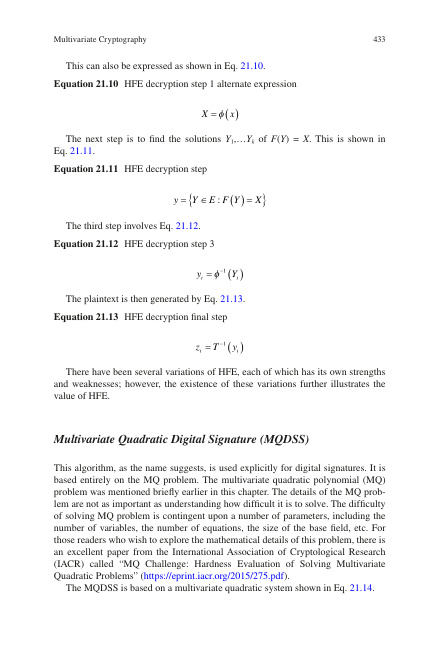 Multivariate Cryptography 433
This can also be expressed as shown in Eq. 21.10.
Equation 21.10 HFE decryption step 1 alternate expression
X = ϕ(x)
The next step is to find the solutions Y₁,…Yₖ of F(Y) = X. This is shown in
Eq. 21.11.
Equation 21.11 HFE decryption step
y = {Y ∈ E : F(Y) = X}
The third step involves Eq. 21.12.
Equation 21.12 HFE decryption step 3
yᵢ = ϕ⁻¹(Yᵢ)
The plaintext is then generated by Eq. 21.13.
Equation 21.13 HFE decryption final step
zᵢ = T⁻¹(yᵢ)
There have been several variations of HFE, each of which has its own strengths
and weaknesses; however, the existence of these variations further illustrates the
value of HFE.
Multivariate Quadratic Digital Signature (MQDSS)
This algorithm, as the name suggests, is used explicitly for digital signatures. It is
based entirely on the MQ problem. The multivariate quadratic polynomial (MQ)
problem was mentioned briefly earlier in this chapter. The details of the MQ prob-
lem are not as important as understanding how difficult it is to solve. The difficulty
of solving MQ problem is contingent upon a number of parameters, including the
number of variables, the number of equations, the size of the base field, etc. For
those readers who wish to explore the mathematical details of this problem, there is
an excellent paper from the International Association of Cryptological Research
(IACR) called “MQ Challenge: Hardness Evaluation of Solving Multivariate
Quadratic Problems” (https://eprint.iacr.org/2015/275.pdf).
The MQDSS is based on a multivariate quadratic system shown in Eq. 21.14.